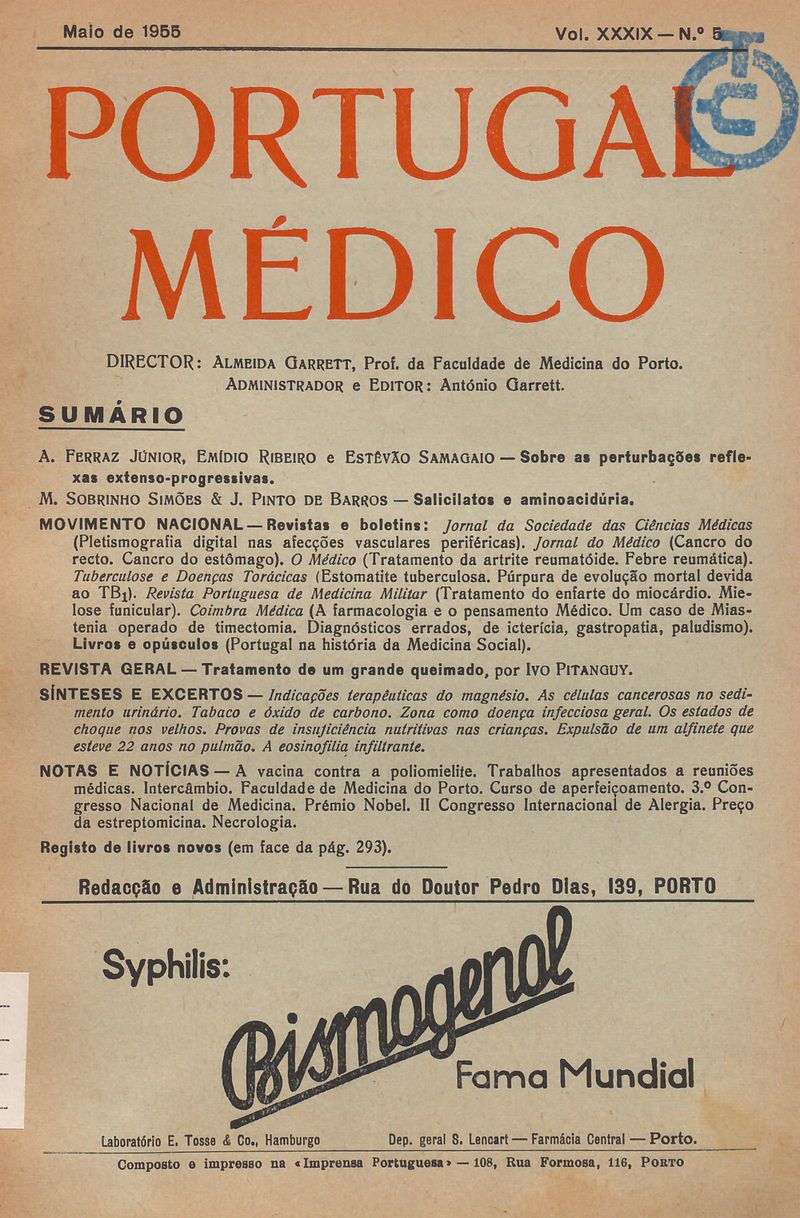 Maio de 1955 Vol. XXXIX — N.º 5
PORTUGAL
MÉDICO
DIRECTOR: ALMEIDA GARRETT, Prof. da Faculdade de Medicina do Porto.
ADMINISTRADOR e EDITOR: António Garrett.
SUMÁRIO
A. FERRAZ JÚNIOR, EMÍDIO RIBEIRO e ESTÊVÃO SAMAGAIO — Sobre as perturbações refle-
xas extenso-progressivas.
M. SOBRINHO SIMÕES & J. PINTO DE BARROS — Salicilatos e aminoacidúria.
MOVIMENTO NACIONAL — Revistas e boletins: Jornal da Sociedade das Ciências Médicas
(Pletismografia digital nas afecções vasculares periféricas). Jornal do Médico (Cancro do
recto. Cancro do estômago). O Médico (Tratamento da artrite reumatóide. Febre reumática).
Tuberculose e Doenças Torácicas (Estomatite tuberculosa. Púrpura de evolução mortal devida
ao TB1). Revista Portuguesa de Medicina Militar (Tratamento do enfarte do miocárdio. Mie-
lose funicular). Coimbra Médica (A farmacologia e o pensamento Médico. Um caso de Mias-
tenia operado de timectomia. Diagnósticos errados, de icterícia, gastropatia, paludismo).
Livros e opúsculos (Portugal na história da Medicina Social).
REVISTA GERAL — Tratamento de um grande queimado, por IVO PITANGUY.
SÍNTESES E EXCERTOS — Indicações terapêuticas do magnésio. As células cancerosas no sedi-
mento urinário. Tabaco e óxido de carbono. Zona como doença infecciosa geral. Os estados de
choque nos velhos. Provas de insuficiência nutritivas nas crianças. Expulsão de um alfinete que
esteve 22 anos no pulmão. A eosinofilia infiltrante.
NOTAS E NOTÍCIAS — A vacina contra a poliomielite. Trabalhos apresentados a reuniões
médicas. Intercâmbio. Faculdade de Medicina do Porto. Curso de aperfeiçoamento. 3.º Con-
gresso Nacional de Medicina. Prémio Nobel. II Congresso Internacional de Alergia. Preço
da estreptomicina. Necrologia.
Registo de livros novos (em face da pág. 293).
Redacção e Administração — Rua do Doutor Pedro Dias, 139, PORTO
Syphilis:
Bismogenol
Fama Mundial
Laboratório E. Tosse & Co., Hamburgo Dep. geral S. Lencart — Farmácia Central — Porto.
Composto e impresso na «Imprensa Portuguesa» — 108, Rua Formosa, 116, PORTO